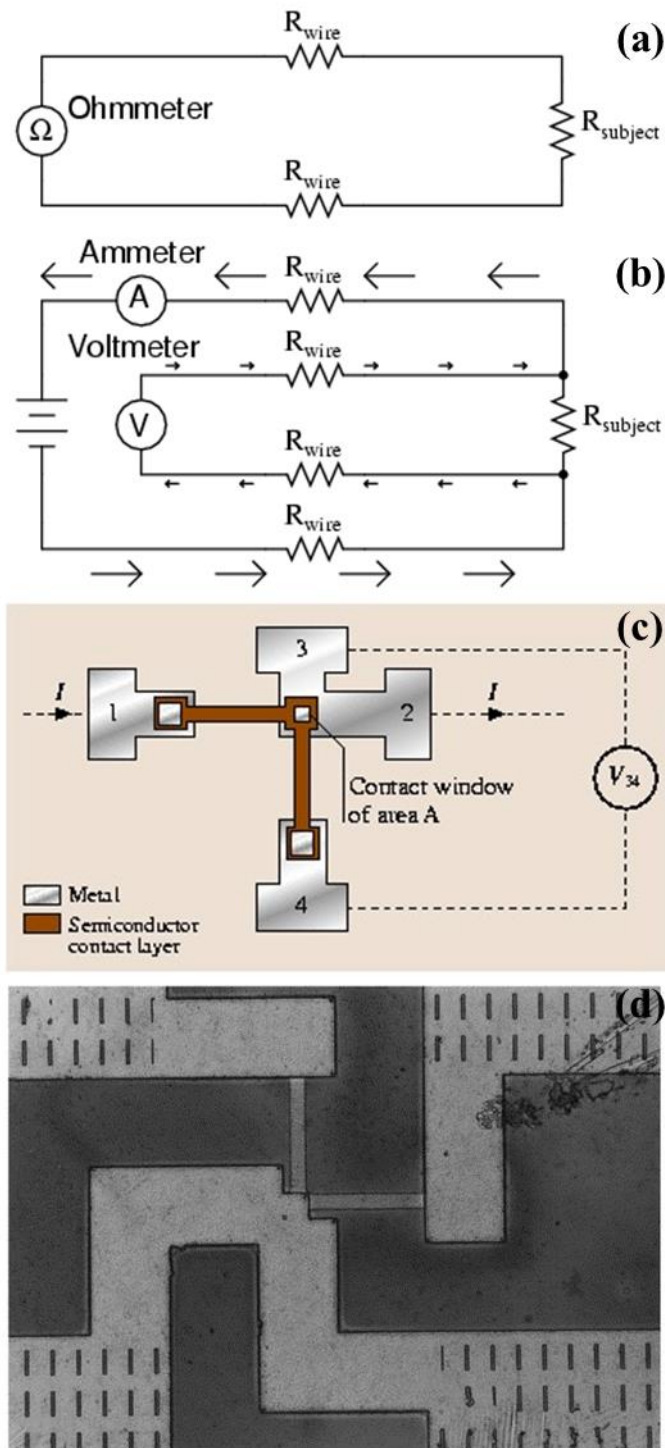 (a)
R_wire
Ohmmeter
Ω
R_subject
R_wire
(b)
Ammeter
A
R_wire
Voltmeter
R_wire
V
R_subject
R_wire
R_wire
(c)
I
1
3
2
I
V_34
Contact window
of area A
4
Metal
Semiconductor
contact layer
(d)